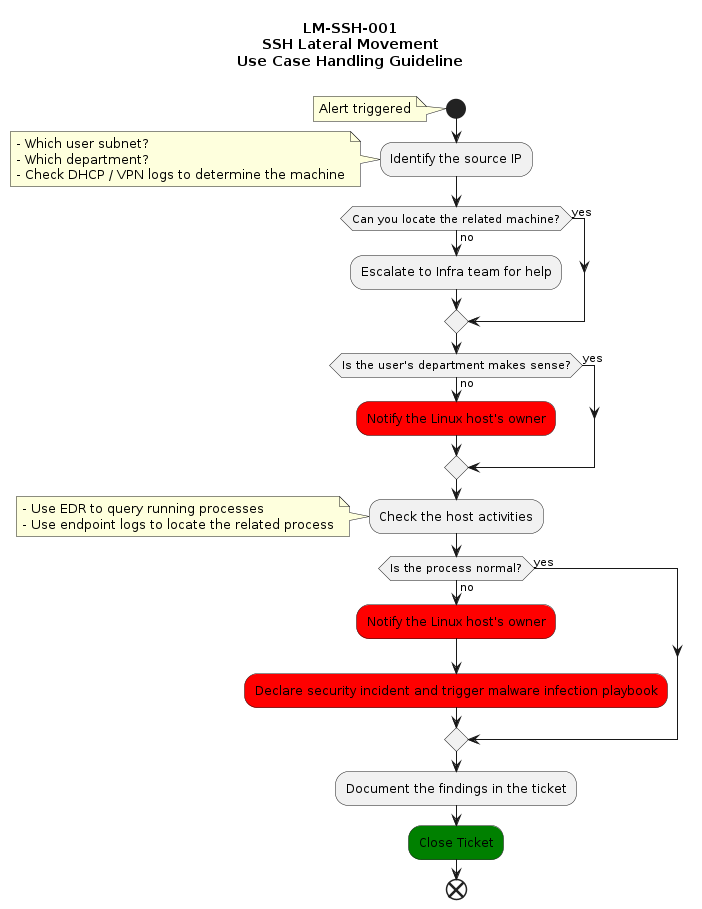 LM-SSH-001
SSH Lateral Movement
Use Case Handling Guideline
Alert triggered
- Which user subnet?
- Which department?
- Check DHCP / VPN logs to determine the machine
Identify the source IP
Can you locate the related machine?
yes
no
Escalate to Infra team for help
Is the user's department makes sense?
yes
no
Notify the Linux host's owner
- Use EDR to query running processes
- Use endpoint logs to locate the related process
Check the host activities
Is the process normal?
yes
no
Notify the Linux host's owner
Declare security incident and trigger malware infection playbook
Document the findings in the ticket
Close Ticket